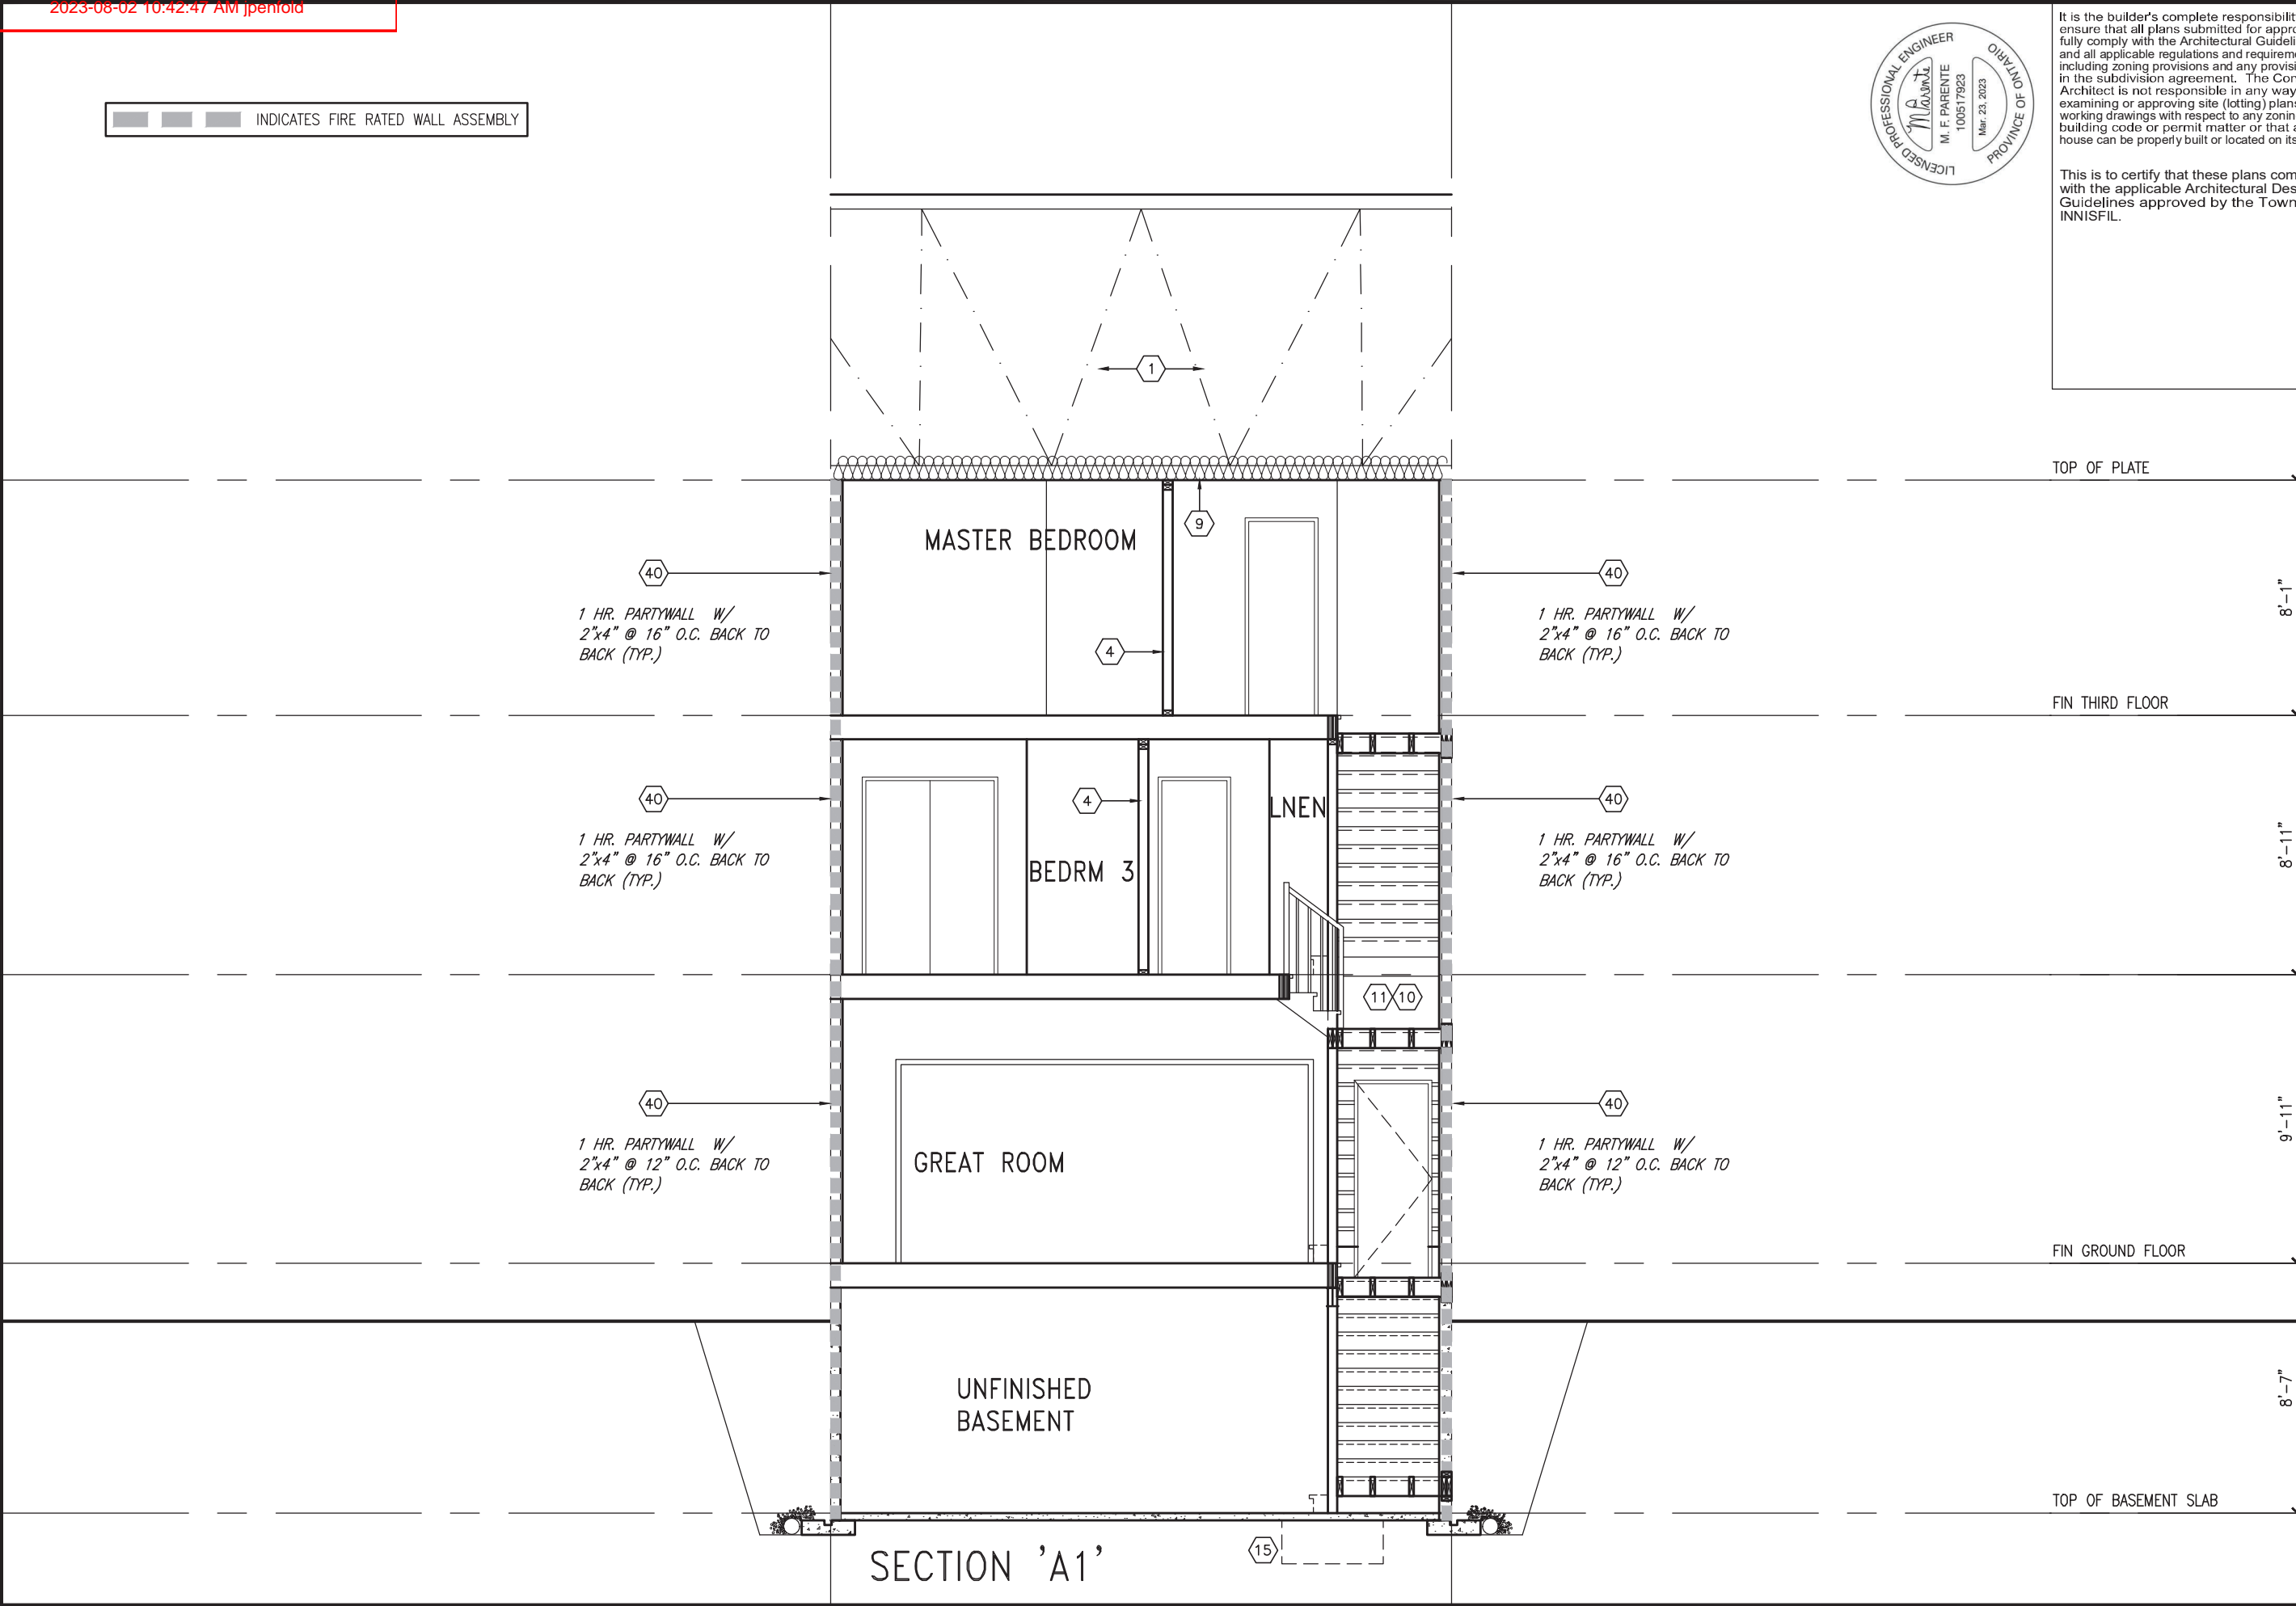 2023-08-02 10:42:47 AM jpenfold
INDICATES FIRE RATED WALL ASSEMBLY
LICENSED PROFESSIONAL ENGINEER
M. F. PARENTE
100517923
Mar. 23, 2023
PROVINCE OF ONTARIO
It is the builder's complete
ensure that all plans submitted for
fully comply with the Architectural
and all applicable regulations and
including zoning provisions and any
in the subdivision agreement. The
Architect is not responsible in any way
examining or approving site (lotting)
working drawings with respect to any
building code or permit matter or that
house can be properly built or located on
This is to certify that these plans
with the applicable Architectural
Guidelines approved by the Town
INNISFIL.
1
TOP OF PLATE
9
MASTER BEDROOM
40
40
8'-1"
1 HR. PARTYWALL W/
2"x4" @ 16" O.C. BACK TO
BACK (TYP.)
4
1 HR. PARTYWALL W/
2"x4" @ 16" O.C. BACK TO
BACK (TYP.)
FIN THIRD FLOOR
40
4
LNEN
40
8'-11"
1 HR. PARTYWALL W/
2"x4" @ 16" O.C. BACK TO
BACK (TYP.)
BEDRM 3
1 HR. PARTYWALL W/
2"x4" @ 16" O.C. BACK TO
BACK (TYP.)
11 10
40
40
9'-11"
1 HR. PARTYWALL W/
2"x4" @ 12" O.C. BACK TO
BACK (TYP.)
GREAT ROOM
1 HR. PARTYWALL W/
2"x4" @ 12" O.C. BACK TO
BACK (TYP.)
FIN GROUND FLOOR
UNFINISHED
BASEMENT
8'-7"
TOP OF BASEMENT SLAB
SECTION 'A1'
15